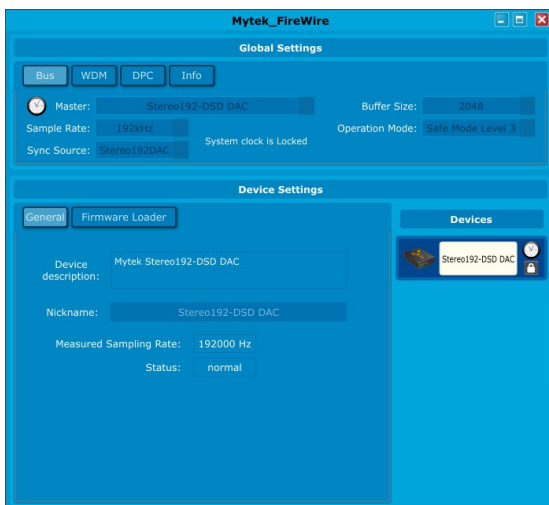 Mytek_FireWire
Global Settings
Bus WDM DPC Info
Master: Stereo192-DSD DAC Buffer Size: 2048
Sample Rate: 192kHz Operation Mode: Safe Mode Level 3
System clock is Locked
Sync Source: Stereo192DAC
Device Settings
General Firmware Loader
Devices
Device description: Mytek Stereo192-DSD DAC
Stereo192-DSD DAC
Nickname: Stereo192-DSD DAC
Measured Sampling Rate: 192000 Hz
Status: normal